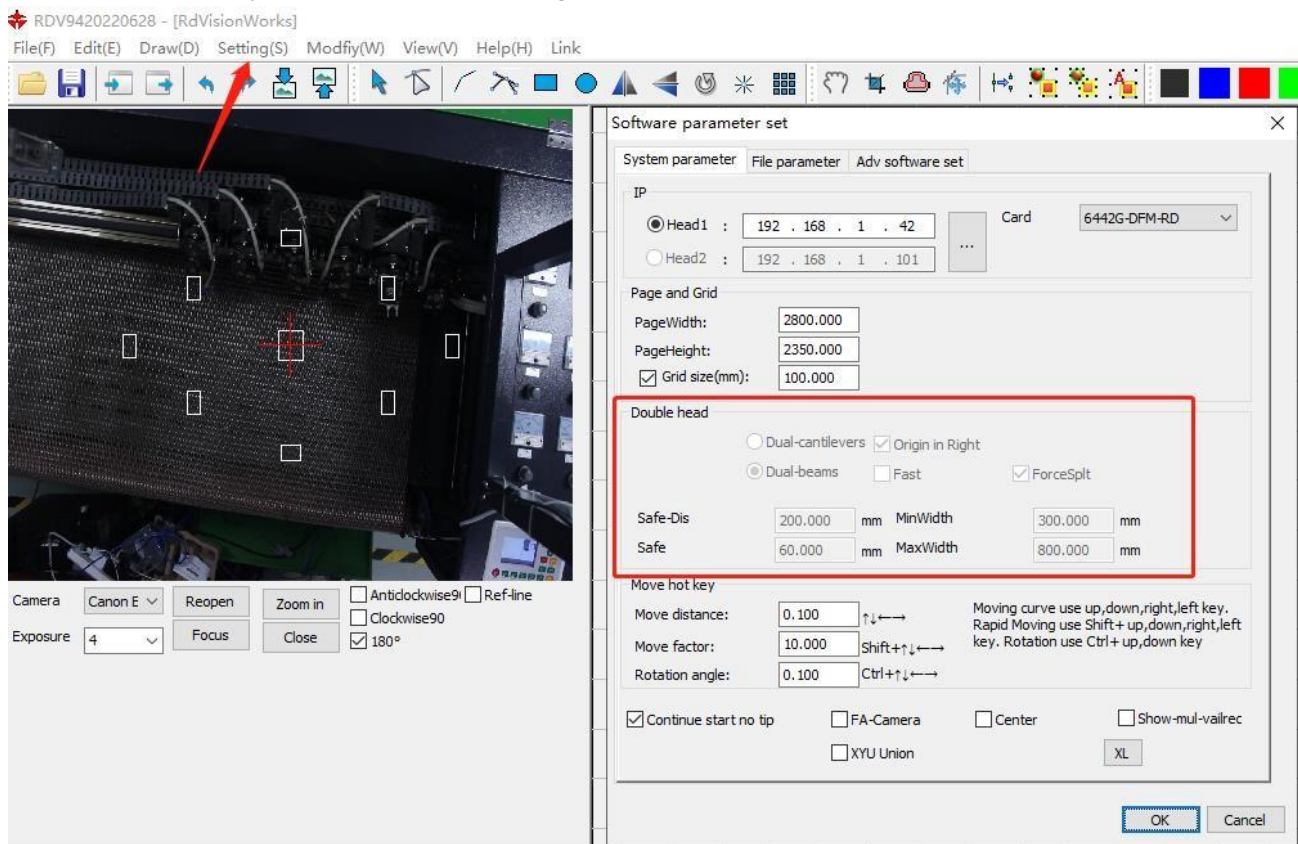 RDV9420220628 - [RdVisionWorks]
File(F) Edit(E) Draw(D) Setting(S) Modfiy(W) View(V) Help(H) Link
Software parameter set
System parameter File parameter Adv software set
IP
Head1 : 192 . 168 . 1 . 42 ... Card 6442G-DFM-RD
Head2 : 192 . 168 . 1 . 101
Page and Grid
PageWidth: 2800.000
PageHeight: 2350.000
Grid size(mm): 100.000
Double head
Dual-cantilevers Origin in Right
Dual-beams Fast ForceSplt
Safe-Dis 200.000 mm MinWidth 300.000 mm
Safe 60.000 mm MaxWidth 800.000 mm
Move hot key
Move distance: 0.100 ↑↓←→
Move factor: 10.000 Shift+↑↓←→
Rotation angle: 0.100 Ctrl+↑↓←→
Moving curve use up,down,right,left key.
Rapid Moving use Shift+ up,down,right,left
key. Rotation use Ctrl+ up,down key
Continue start no tip FA-Camera Center Show-mul-vailrec
XYU Union XL
OK Cancel
Camera Canon E Reopen Zoom in Anticlockwise9 Ref-line
Clockwise90
Exposure 4 Focus Close 180°